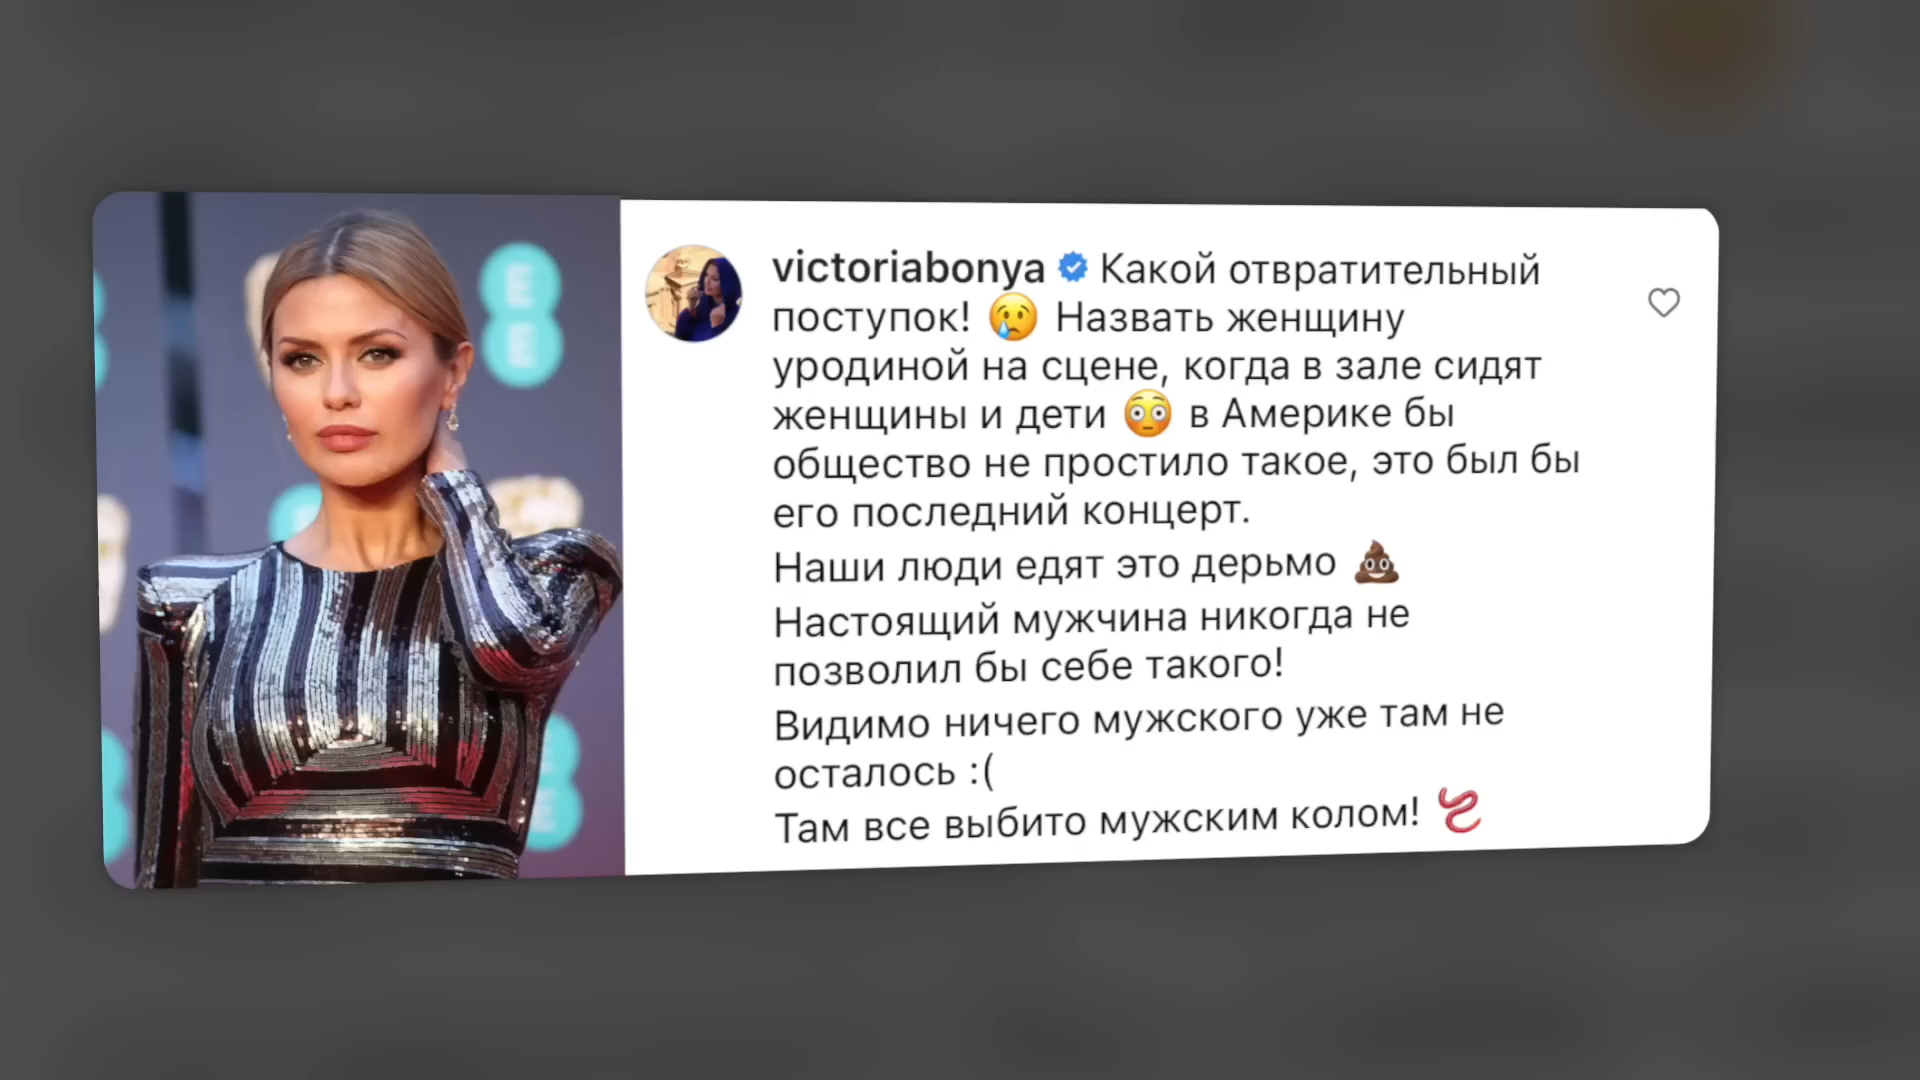 victoriabonya Какой отвратительный
поступок! 😢 Назвать женщину
уродиной на сцене, когда в зале сидят
женщины и дети 😳 в Америке бы
общество не простило такое, это был бы
его последний концерт.
Наши люди едят это дерьмо 💩
Настоящий мужчина никогда не
позволил бы себе такого!
Видимо ничего мужского уже там не
осталось :(
Там все выбито мужским колом! 🪱